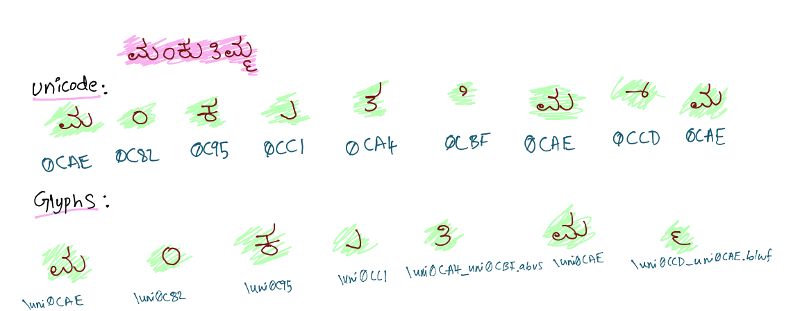 ಮಂಕುತಿಮ್ಮ
Unicode:
ಮ ಂ ಕ ು ತ ಿ ಮ ್ ಮ
0CAE 0C82 0C95 0CC1 0CA4 0CBF 0CAE 0CCD 0CAE
Glyphs:
ಮ ಂ ಕ ು ತಿ ಮ ್ಮ
\uni0CAE \uni0C82 \uni0C95 \uni0CC1 \uni0CA4_uni0CBF.abvs \uni0CAE \uni0CCD_uni0CAE.blwf